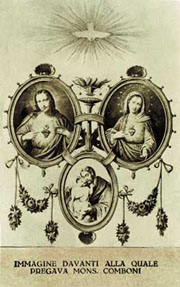 IMMAGINE DAVANTI ALLA QUALE
PREGAVA MONS. COMBONI